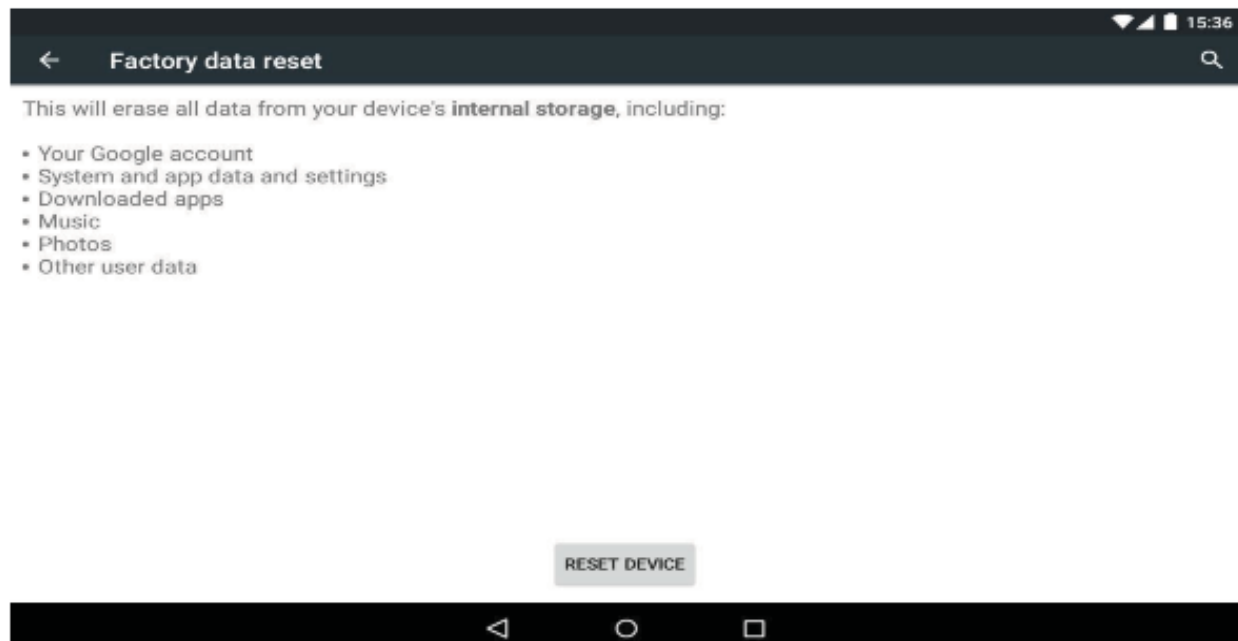 15:36
Factory data reset
This will erase all data from your device's internal storage, including:
• Your Google account
• System and app data and settings
• Downloaded apps
• Music
• Photos
• Other user data
RESET DEVICE